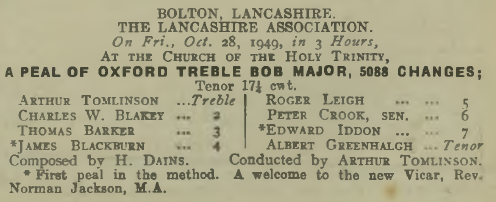 BOLTON, LANCASHIRE.
THE LANCASHIRE ASSOCIATION.
On Fri., Oct. 28, 1949, in 3 Hours,
AT THE CHURCH OF THE HOLY TRINITY,
A PEAL OF OXFORD TREBLE BOB MAJOR, 5088 CHANGES;
Tenor 17¼ cwt.
ARTHUR TOMLINSON ...Treble
CHARLES W. BLAKEY ... 2
THOMAS BARKER ... 3
*JAMES BLACKBURN ... 4
ROGER LEIGH ... ... 5
PETER CROOK, SEN. ... 6
*EDWARD IDDON ... ... 7
ALBERT GREENHALGH ... Tenor
Composed by H. DAINS. Conducted by ARTHUR TOMLINSON.
* First peal in the method. A welcome to the new Vicar, Rev.
Norman Jackson, M.A.